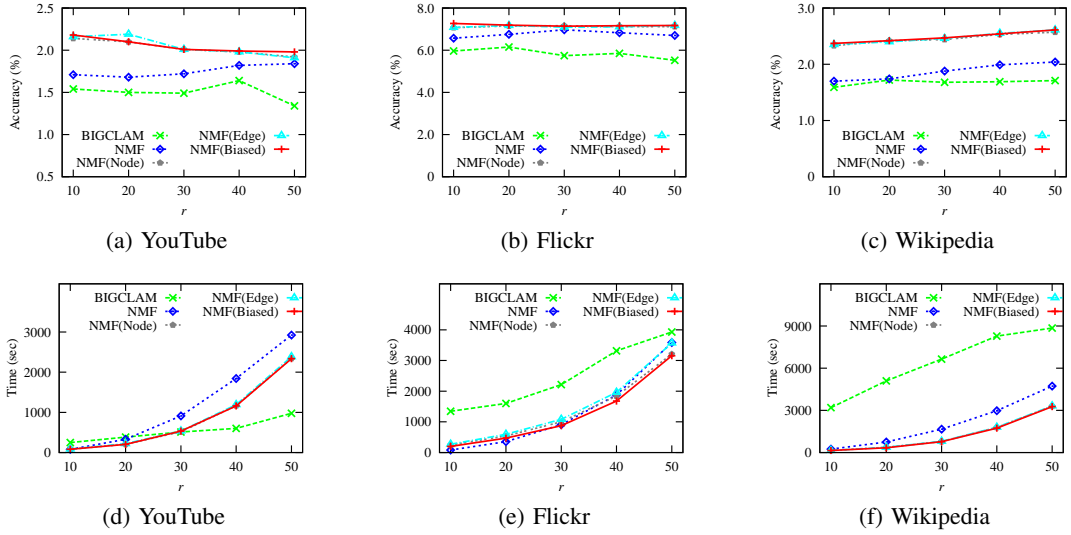 2.5
2.0
1.5
1.0
0.5
Accuracy (%)
BIGCLAM
NMF
NMF(Node)
NMF(Edge)
NMF(Biased)
10 20 30 40 50
r
(a) YouTube
8.0
6.0
4.0
2.0
0
Accuracy (%)
BIGCLAM
NMF
NMF(Node)
NMF(Edge)
NMF(Biased)
10 20 30 40 50
r
(b) Flickr
3.0
2.0
1.0
0
Accuracy (%)
BIGCLAM
NMF
NMF(Node)
NMF(Edge)
NMF(Biased)
10 20 30 40 50
r
(c) Wikipedia
BIGCLAM
NMF
NMF(Node)
NMF(Edge)
NMF(Biased)
3000
2000
1000
0
Time (sec)
10 20 30 40 50
r
(d) YouTube
BIGCLAM
NMF
NMF(Node)
NMF(Edge)
NMF(Biased)
4000
3000
2000
1000
0
Time (sec)
10 20 30 40 50
r
(e) Flickr
BIGCLAM
NMF
NMF(Node)
NMF(Edge)
NMF(Biased)
9000
6000
3000
0
Time (sec)
10 20 30 40 50
r
(f) Wikipedia